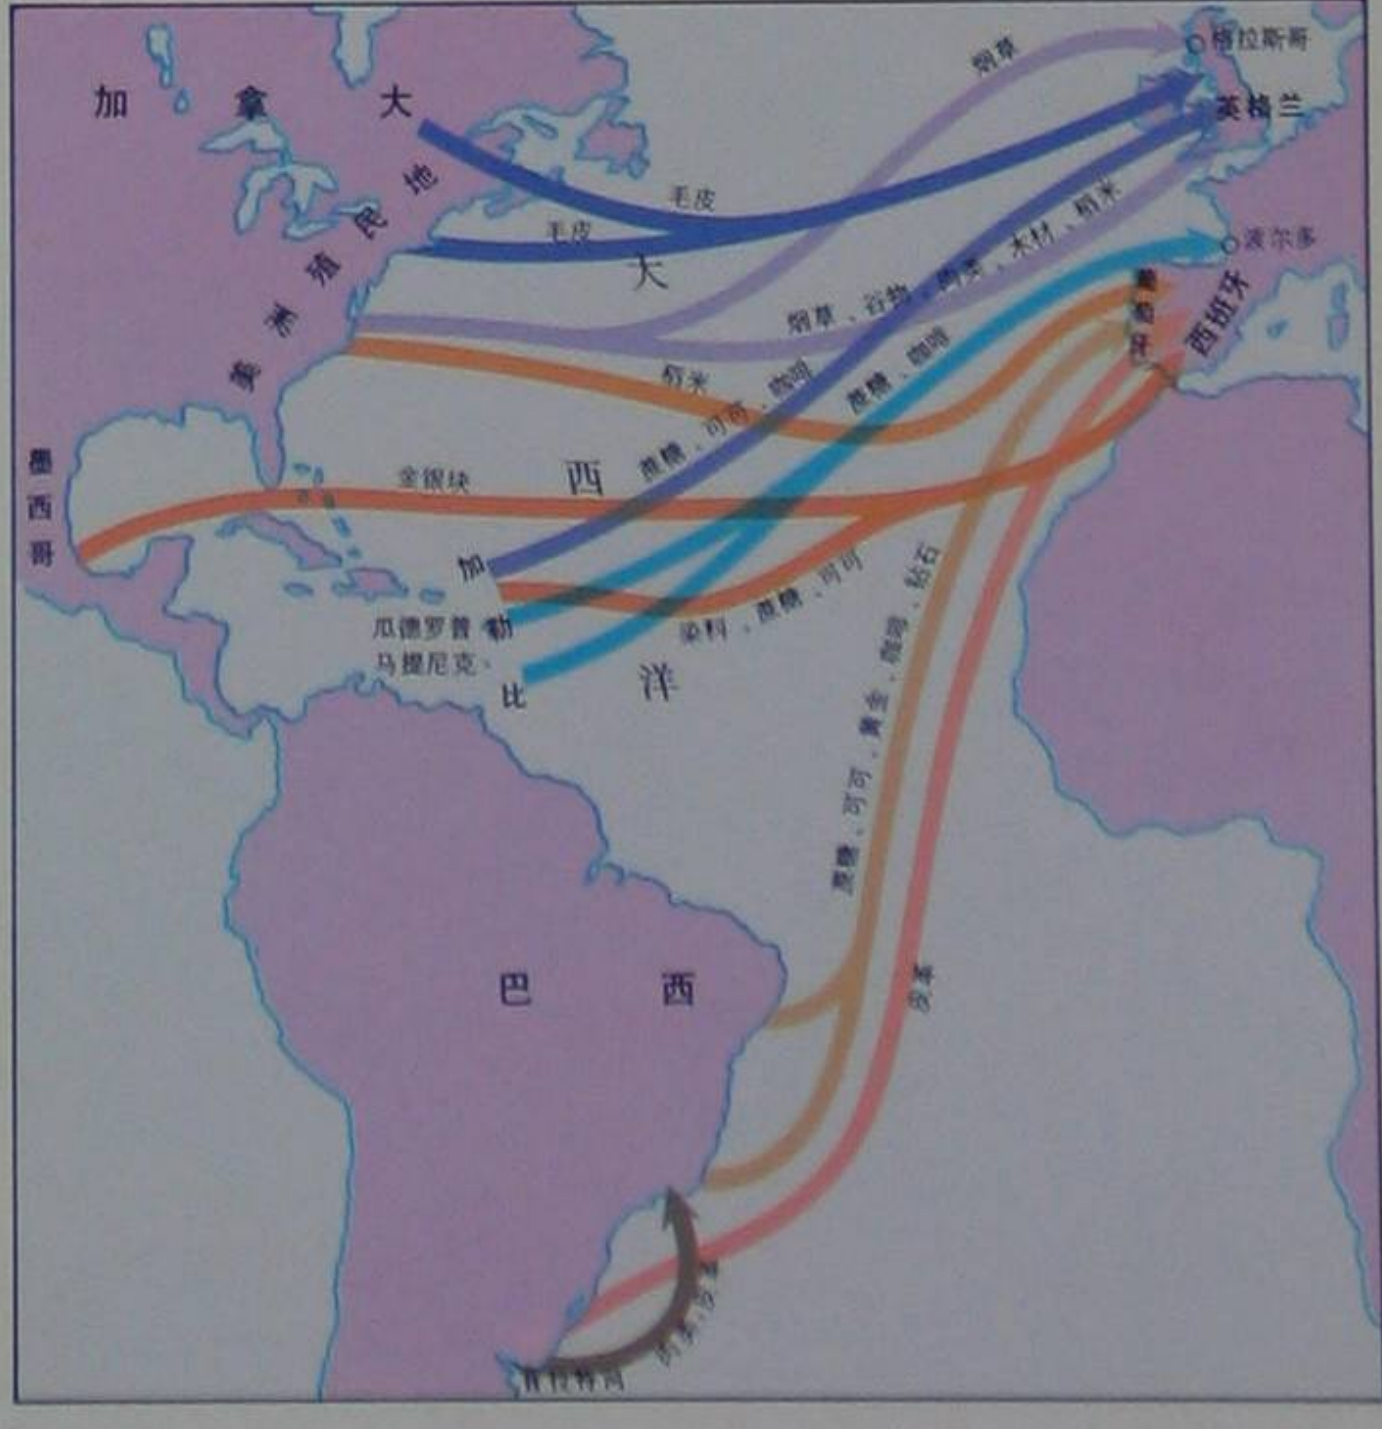 烟草
格拉斯哥
加拿大
英格兰
毛皮
毛皮
美洲殖民地
大西洋
烟草、谷物、肉类、木材、稻米
波尔多
西班牙
稻米
蔗糖、可可、咖啡
蔗糖、咖啡
墨西哥
金银块
加勒比
瓜德罗普
马提尼克
染料、蔗糖、可可
蔗糖、可可、黄金、咖啡、钻石
巴西
皮革